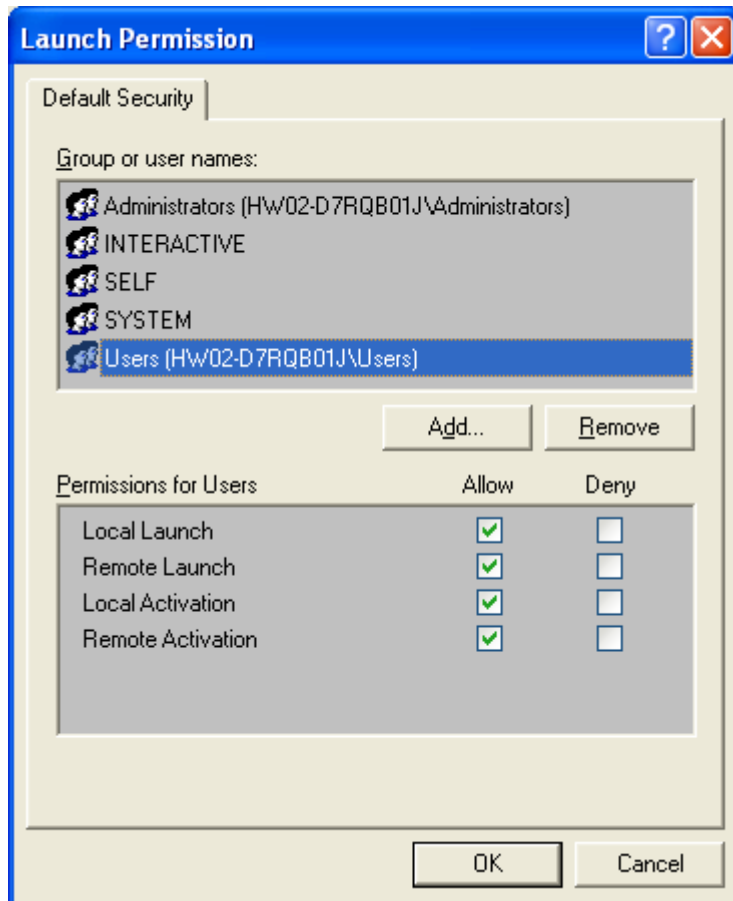 Launch Permission
Default Security
Group or user names:
Administrators (HW02-D7RQB01J\Administrators)
INTERACTIVE
SELF
SYSTEM
Users (HW02-D7RQB01J\Users)
Add... Remove
Permissions for Users Allow Deny
Local Launch
Remote Launch
Local Activation
Remote Activation
OK Cancel